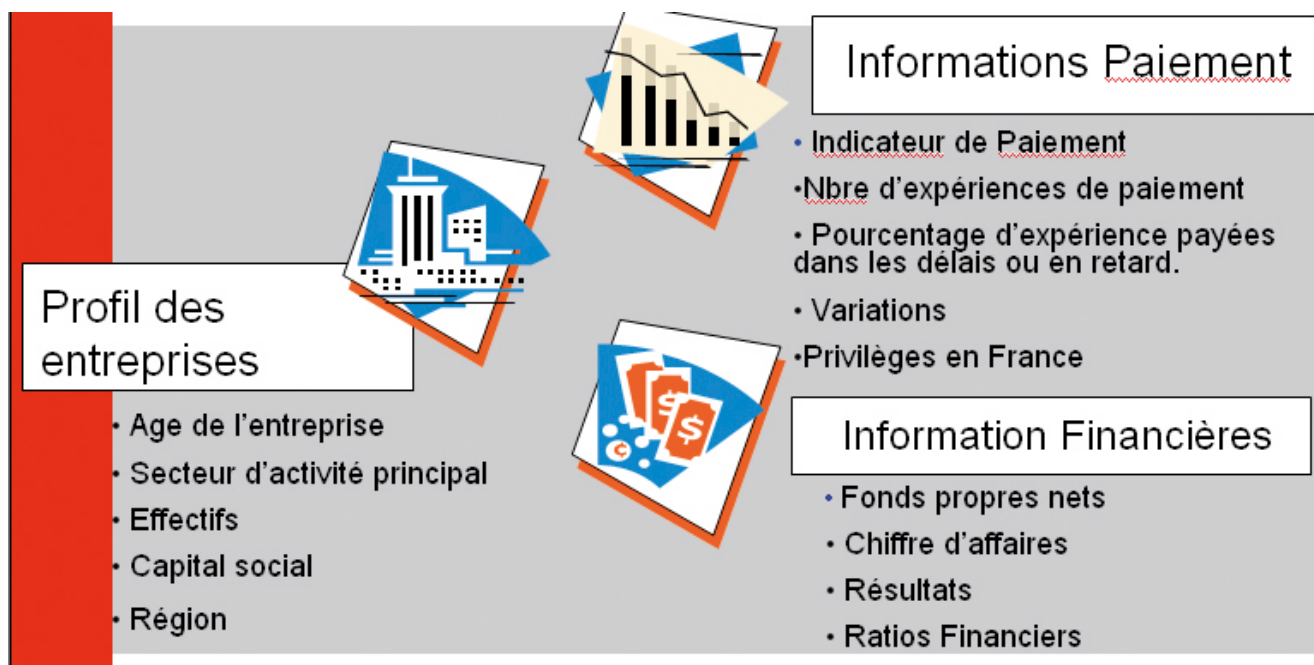 Profil des
entreprises
• Age de l'entreprise
• Secteur d'activité principal
• Effectifs
• Capital social
• Région
Informations Paiement
• Indicateur de Paiement
•Nbre d'expériences de paiement
• Pourcentage d'expérience payées
dans les délais ou en retard.
• Variations
•Privilèges en France
Information Financières
• Fonds propres nets
• Chiffre d'affaires
• Résultats
• Ratios Financiers
$
$
¢